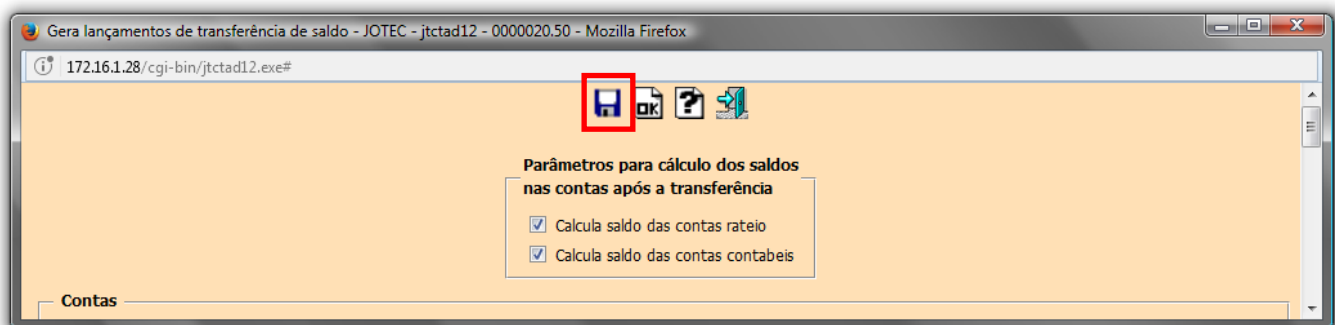 Gera lançamentos de transferência de saldo - JOTEC - jtctad12 - 0000020.50 - Mozilla Firefox
172.16.1.28/cgi-bin/jtctad12.exe#
OK ?
Parâmetros para cálculo dos saldos
nas contas após a transferência
Calcula saldo das contas rateio
Calcula saldo das contas contabeis
Contas